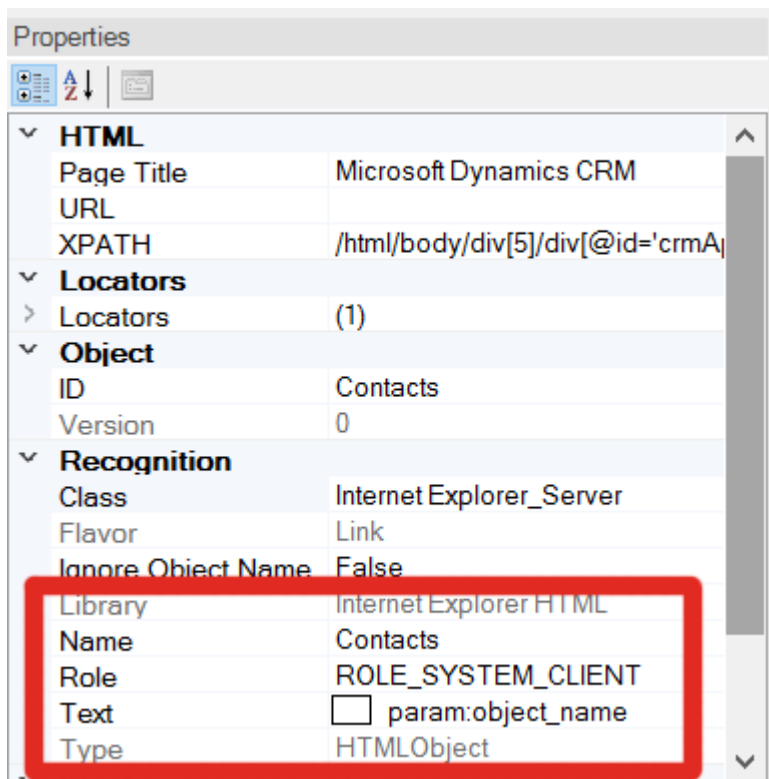 Properties
HTML
Page Title Microsoft Dynamics CRM
URL
XPATH /html/body/div[5]/div[@id='crmA
Locators
Locators (1)
Object
ID Contacts
Version 0
Recognition
Class Internet Explorer_Server
Flavor Link
Ignore Object Name False
Library Internet Explorer HTML
Name Contacts
Role ROLE_SYSTEM_CLIENT
Text param:object_name
Type HTMLObject